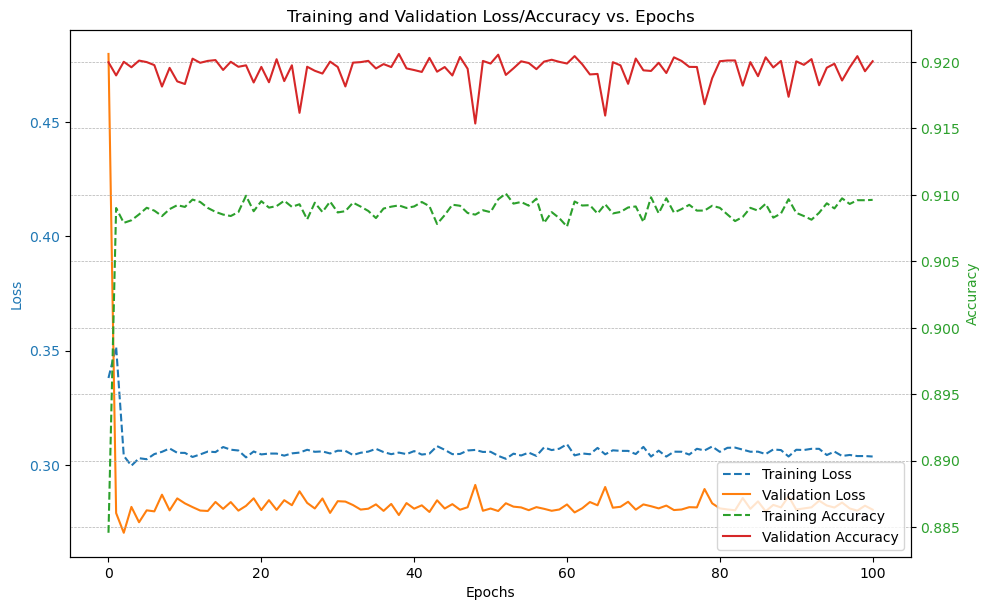 Training and Validation Loss/Accuracy vs. Epochs
Loss
0.45
0.40
0.35
0.30
0.920
0.915
0.910
0.905
0.900
0.895
0.890
0.885
Accuracy
Training Loss
Validation Loss
Training Accuracy
Validation Accuracy
0 20 40 60 80 100
Epochs